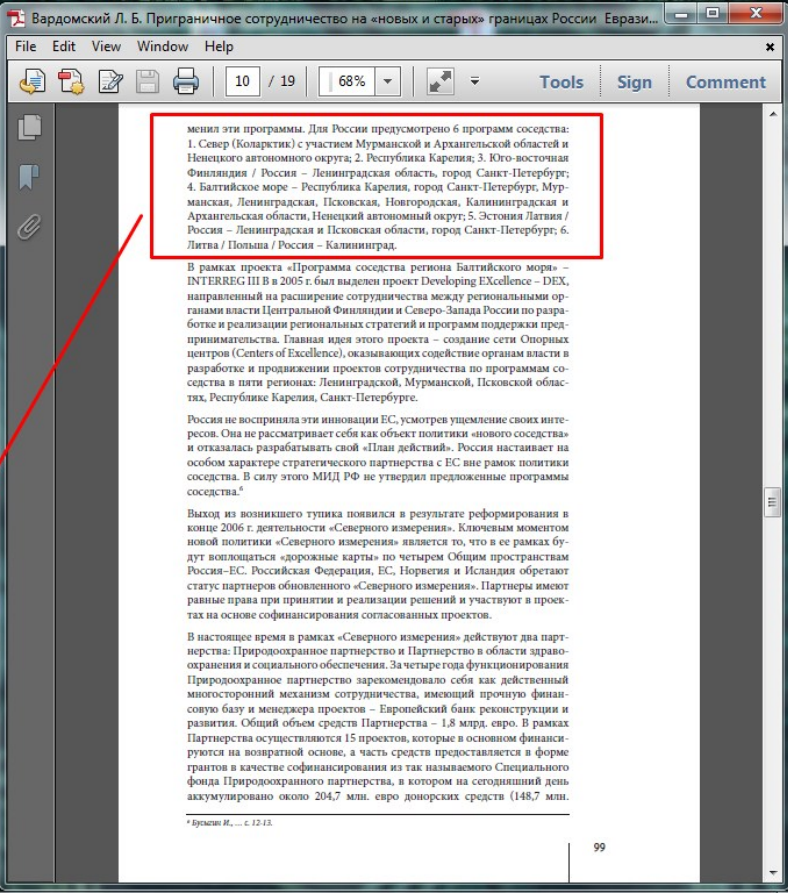 Вардомский Л. Б. Приграничное сотрудничество на «новых и старых» границах России Еврази...
File Edit View Window Help
10 / 19 68% Tools Sign Comment
менил эти программы. Для России предусмотрено 6 программ соседства:
1. Север (Коларктик) с участием Мурманской и Архангельской областей и
Ненецкого автономного округа; 2. Республика Карелия; 3. Юго-восточная
Финляндия / Россия – Ленинградская область, город Санкт-Петербург;
4. Балтийское море – Республика Карелия, город Санкт-Петербург, Мур-
манская, Ленинградская, Псковская, Новгородская, Калининградская и
Архангельская области, Ненецкий автономный округ; 5. Эстония Латвия /
Россия – Ленинградская и Псковская области, город Санкт-Петербург; 6.
Литва / Польша / Россия – Калининград.
В рамках проекта «Программа соседства региона Балтийского моря» –
INTERREG III B в 2005 г. был выделен проект Developing EXcellence – DEX,
направленный на расширение сотрудничества между региональными ор-
ганами власти Центральной Финляндии и Северо-Запада России по разра-
ботке и реализации региональных стратегий и программ поддержки пред-
принимательства. Главная идея этого проекта – создание сети Опорных
центров (Centers of Excellence), оказывающих содействие органам власти в
разработке и продвижении проектов сотрудничества по программам со-
седства в пяти регионах: Ленинградской, Мурманской, Псковской облас-
тях, Республике Карелия, Санкт-Петербурге.
Россия не восприняла эти инновации ЕС, усмотрев ущемление своих инте-
ресов. Она не рассматривает себя как объект политики «нового соседства»
и отказалась разрабатывать свой «План действий». Россия настаивает на
особом характере стратегического партнерства с ЕС вне рамок политики
соседства. В силу этого МИД РФ не утвердил предложенные программы
соседства.⁶
Выход из возникшего тупика появился в результате реформирования в
конце 2006 г. деятельности «Северного измерения». Ключевым моментом
новой политики «Северного измерения» является то, что в ее рамках бу-
дут воплощаться «дорожные карты» по четырем Общим пространствам
Россия–ЕС. Российская Федерация, ЕС, Норвегия и Исландия обретают
статус партнеров обновленного «Северного измерения». Партнеры имеют
равные права при принятии и реализации решений и участвуют в проек-
тах на основе софинансирования согласованных проектов.
В настоящее время в рамках «Северного измерения» действуют два парт-
нерства: Природоохранное партнерство и Партнерство в области здраво-
охранения и социального обеспечения. За четыре года функционирования
Природоохранное партнерство зарекомендовало себя как действенный
многосторонний механизм сотрудничества, имеющий прочную финан-
совую базу и менеджера проектов – Европейский банк реконструкции и
развития. Общий объем средств Партнерства – 1,8 млрд. евро. В рамках
Партнерства осуществляются 15 проектов, которые в основном финанси-
руются на возвратной основе, а часть средств предоставляется в форме
грантов в качестве софинансирования из так называемого Специального
фонда Природоохранного партнерства, в котором на сегодняшний день
аккумулировано около 204,7 млн. евро донорских средств (148,7 млн.
⁶ Бусыгин И., ... с. 12-13.
99